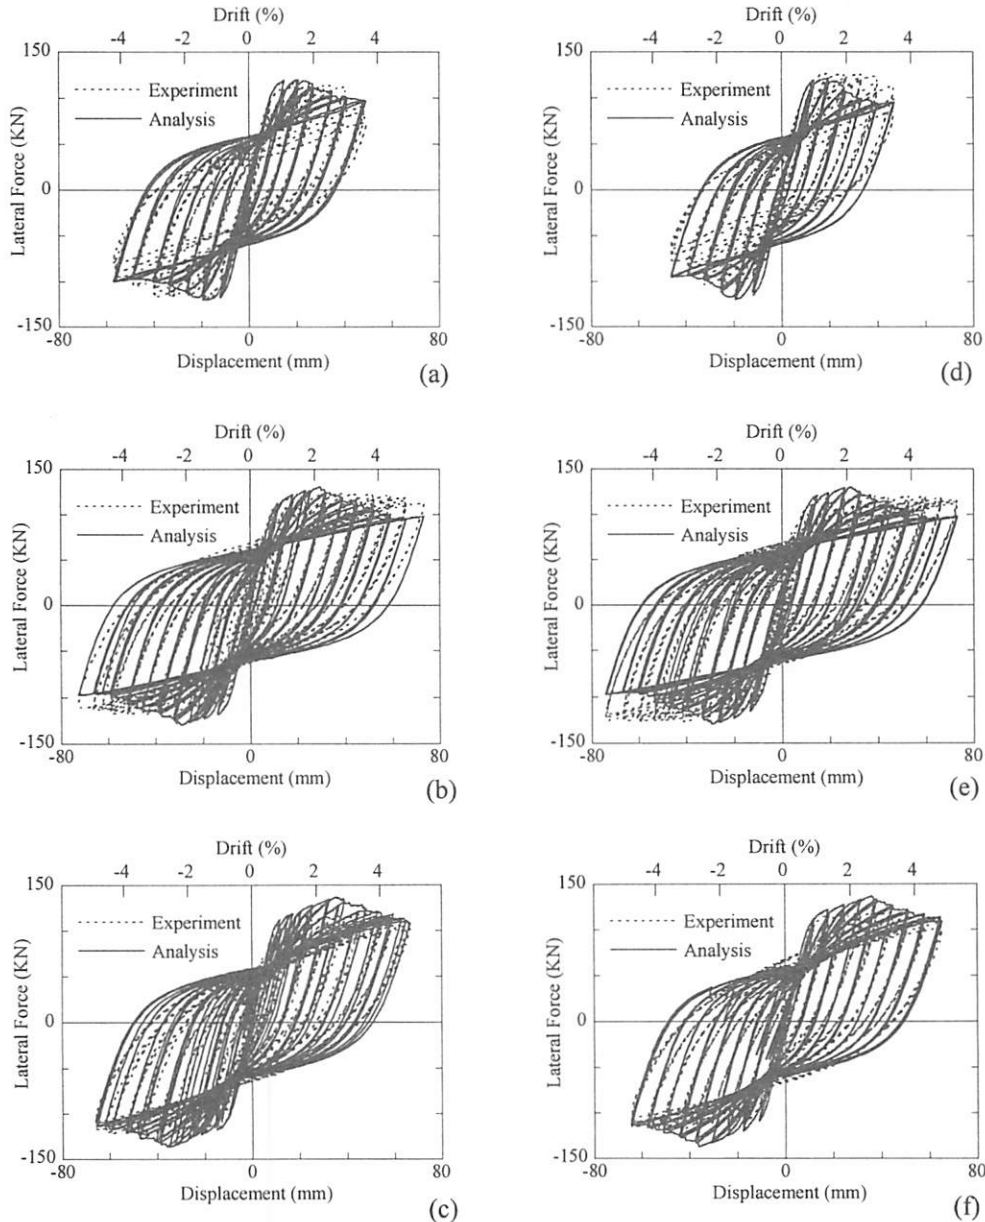 Drift (%)
-4 -2 0 2 4
150
Experiment
Analysis
Lateral Force (KN)
0
-150
-80 0 80
Displacement (mm)
(a)
Drift (%)
-4 -2 0 2 4
150
Experiment
Analysis
Lateral Force (KN)
0
-150
-80 0 80
Displacement (mm)
(d)
Drift (%)
-4 -2 0 2 4
150
Experiment
Analysis
Lateral Force (KN)
0
-150
-80 0 80
Displacement (mm)
(b)
Drift (%)
-4 -2 0 2 4
150
Experiment
Analysis
Lateral Force (KN)
0
-150
-80 0 80
Displacement (mm)
(e)
Drift (%)
-4 -2 0 2 4
150
Experiment
Analysis
Lateral Force (KN)
0
-150
-80 0 80
Displacement (mm)
(c)
Drift (%)
-4 -2 0 2 4
150
Experiment
Analysis
Lateral Force (KN)
0
-150
-80 0 80
Displacement (mm)
(f)